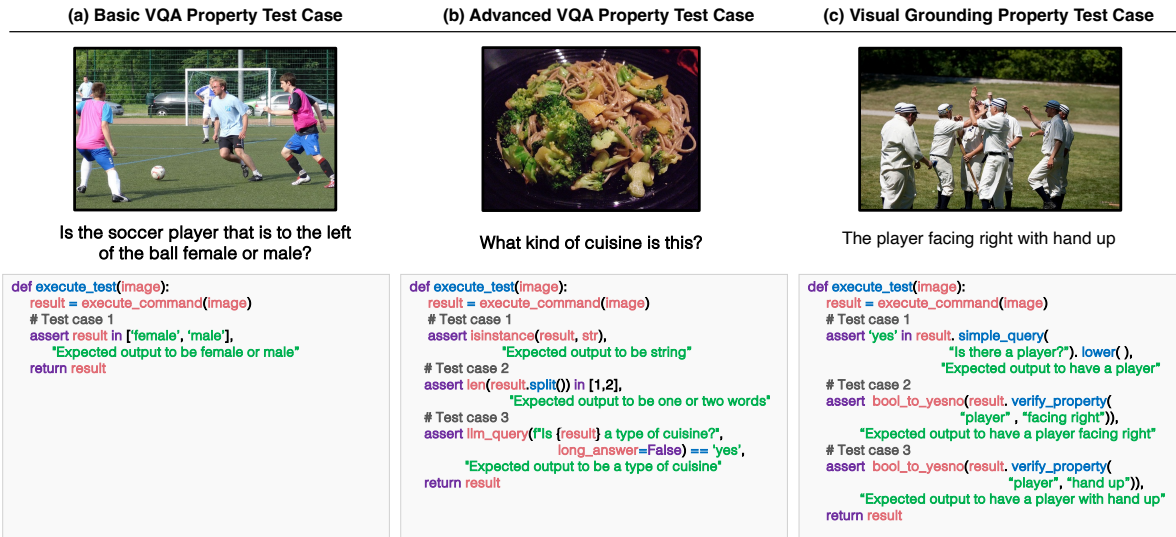 (a) Basic VQA Property Test Case
Is the soccer player that is to the left
of the ball female or male?
def execute_test(image):
result = execute_command(image)
# Test case 1
assert result in ['female', 'male'],
"Expected output to be female or male"
return result
(b) Advanced VQA Property Test Case
What kind of cuisine is this?
def execute_test(image):
result = execute_command(image)
# Test case 1
assert isinstance(result, str),
"Expected output to be string"
# Test case 2
assert len(result.split()) in [1,2],
"Expected output to be one or two words"
# Test case 3
assert llm_query(f"Is {result} a type of cuisine?",
long_answer=False) == 'yes',
"Expected output to be a type of cuisine"
return result
(c) Visual Grounding Property Test Case
The player facing right with hand up
def execute_test(image):
result = execute_command(image)
# Test case 1
assert 'yes' in result. simple_query(
"Is there a player?"). lower( ),
"Expected output to have a player"
# Test case 2
assert bool_to_yesno(result. verify_property(
"player" , "facing right")),
"Expected output to have a player facing right"
# Test case 3
assert bool_to_yesno(result. verify_property(
"player", "hand up")),
"Expected output to have a player with hand up"
return result